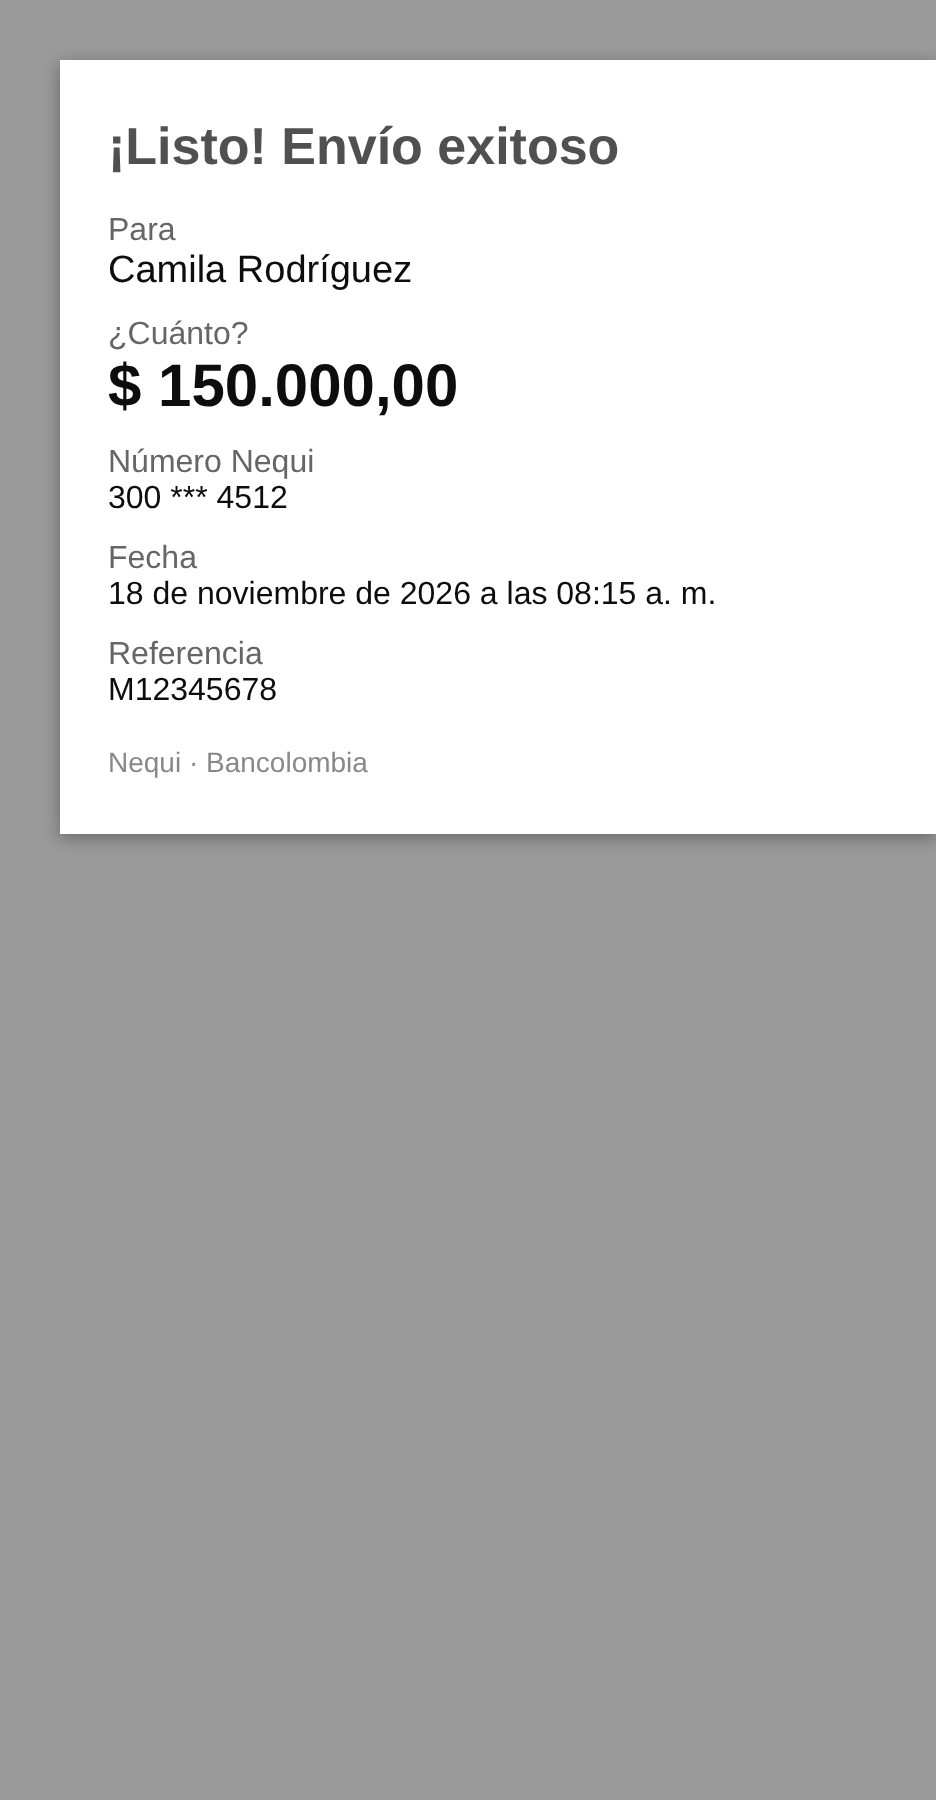 ¡Listo! Envío exitoso
Para
Camila Rodríguez
¿Cuánto?
$ 150.000,00
Número Nequi
300 *** 4512
Fecha
18 de noviembre de 2026 a las 08:15 a. m.
Referencia
M12345678
Nequi · Bancolombia